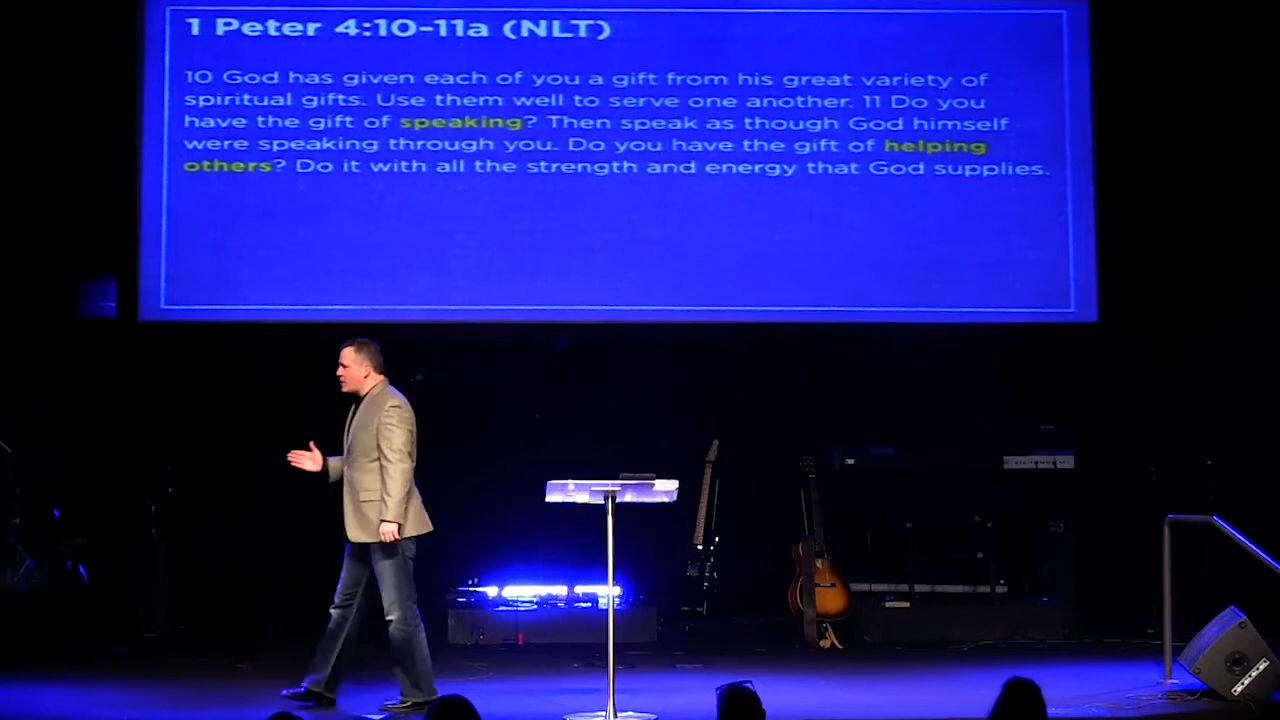 1 Peter 4:10-11a (NLT)
10 God has given each of you a gift from his great variety of
spiritual gifts. Use them well to serve one another. 11 Do you
have the gift of speaking? Then speak as though God himself
were speaking through you. Do you have the gift of helping
others? Do it with all the strength and energy that God supplies.